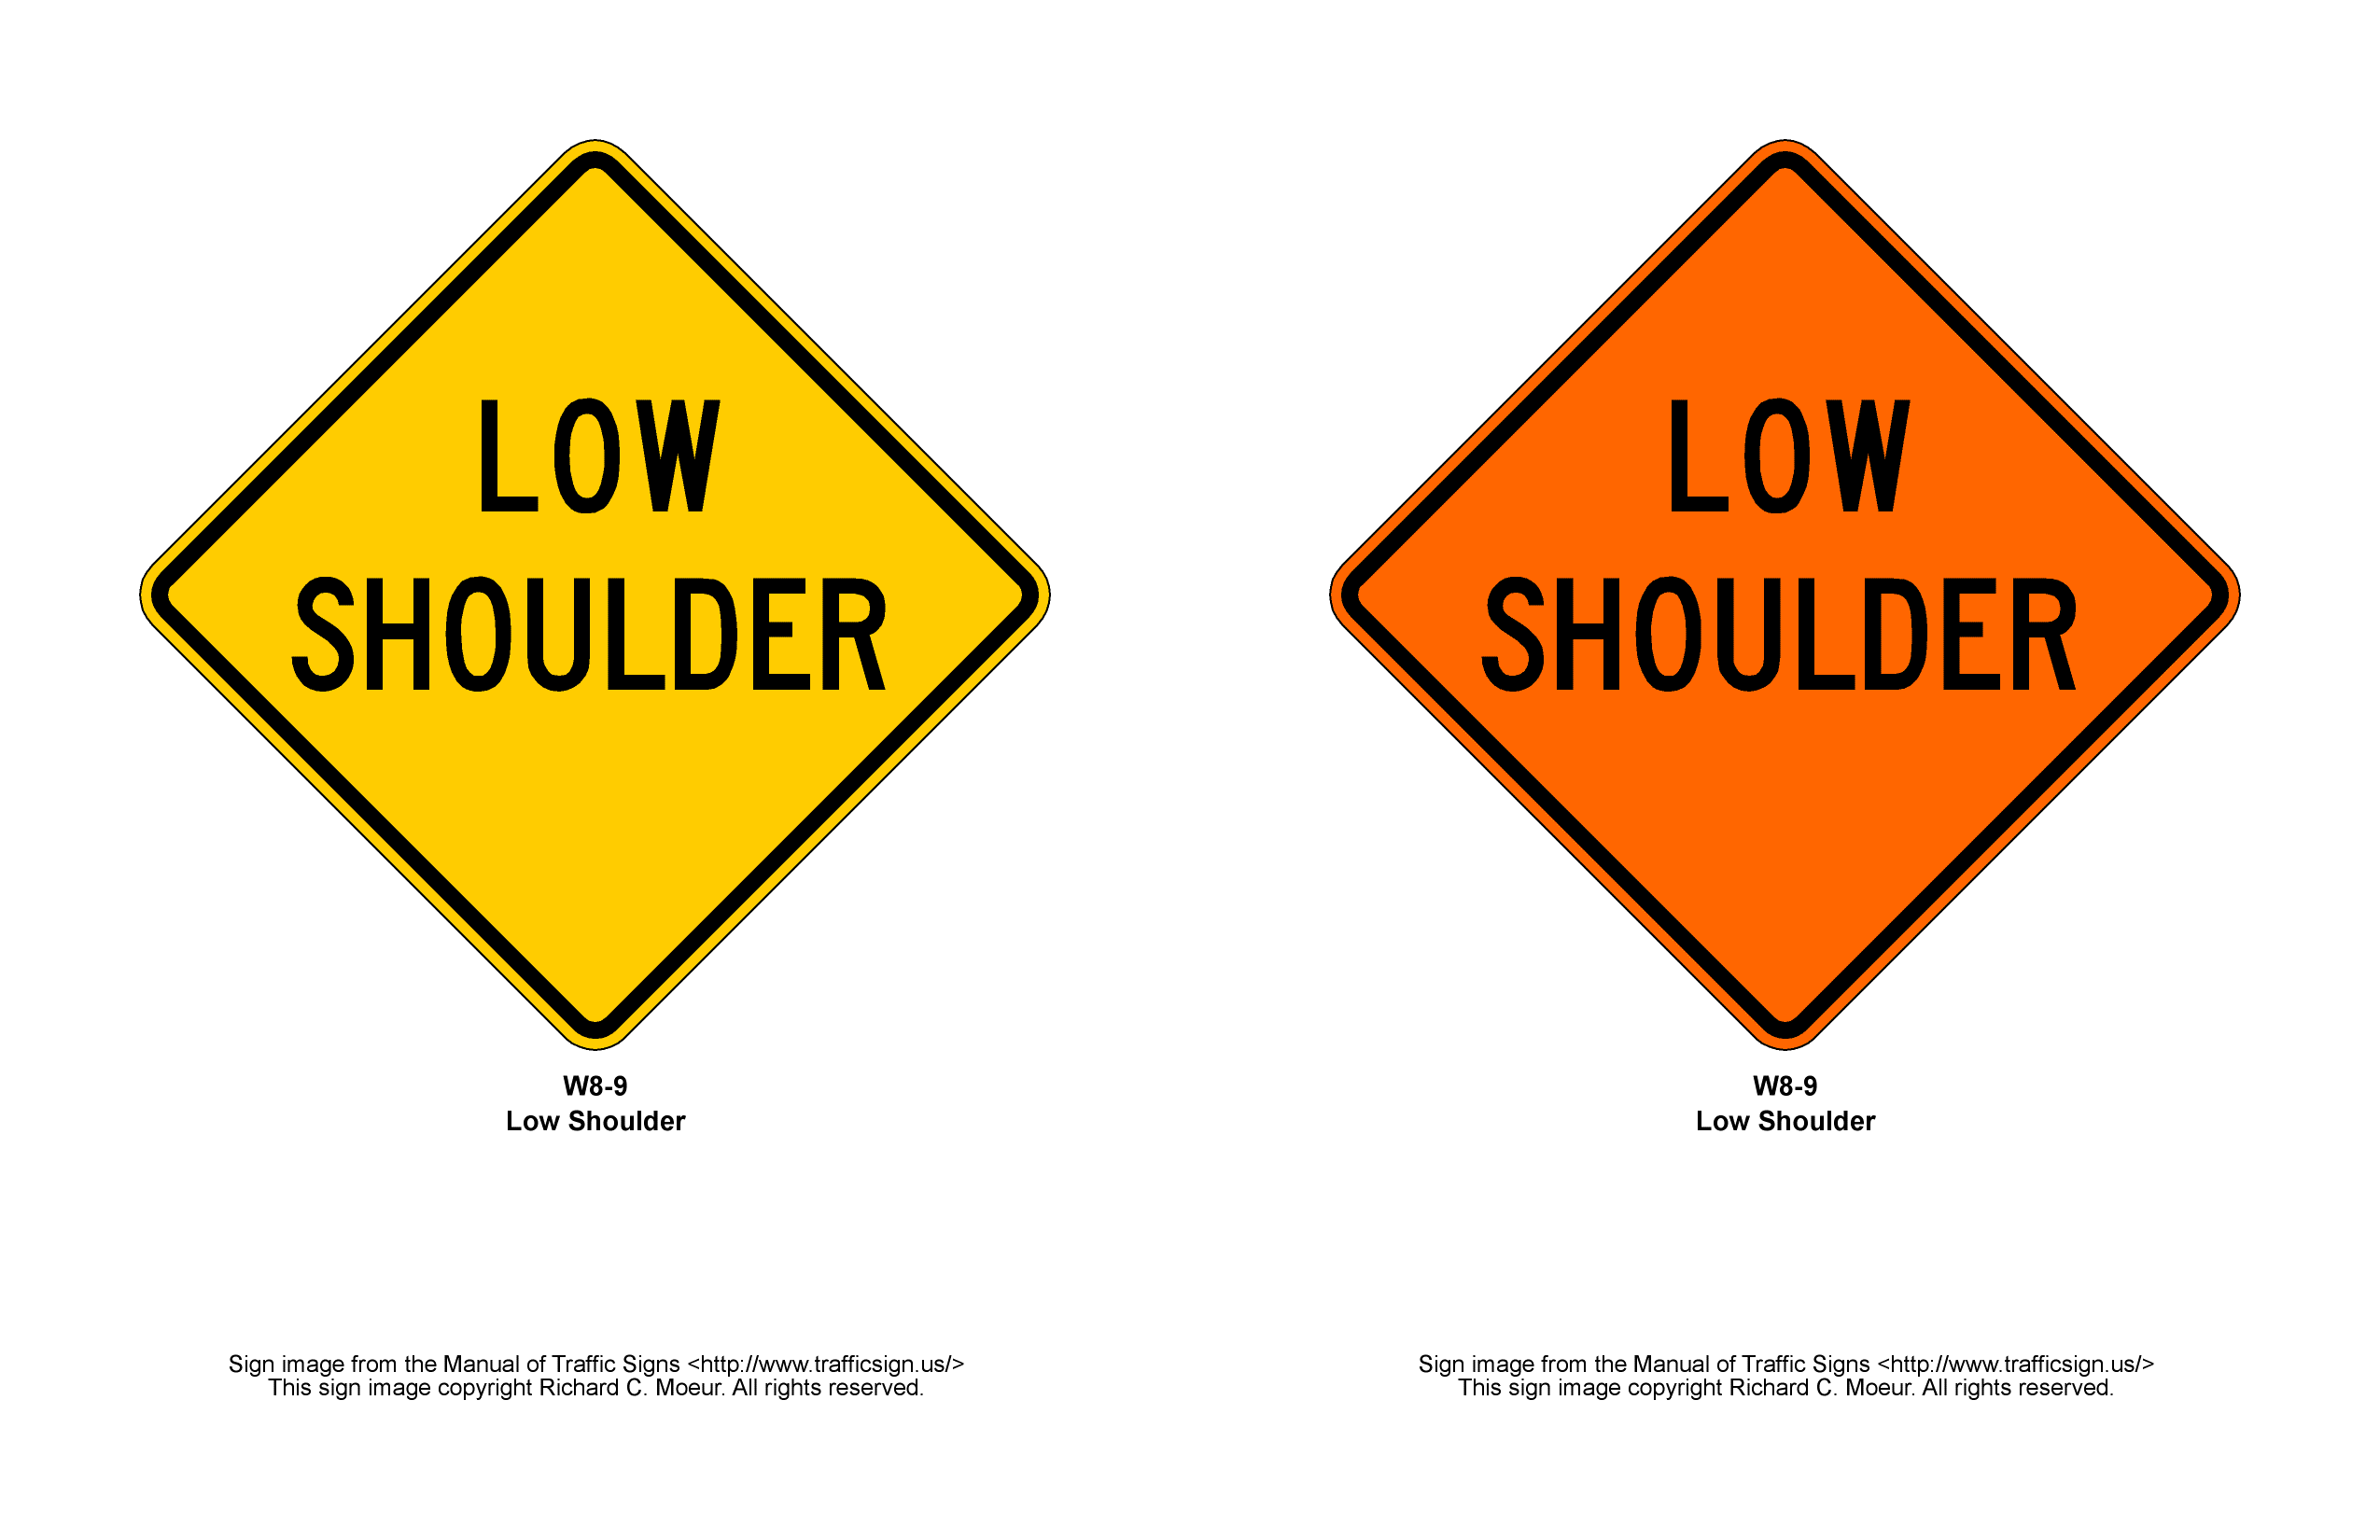 LOW
SHOULDER
W8-9
Low Shoulder
Sign image from the Manual of Traffic Signs <http://www.trafficsign.us/>
This sign image copyright Richard C. Moeur. All rights reserved.
LOW
SHOULDER
W8-9
Low Shoulder
Sign image from the Manual of Traffic Signs <http://www.trafficsign.us/>
This sign image copyright Richard C. Moeur. All rights reserved.